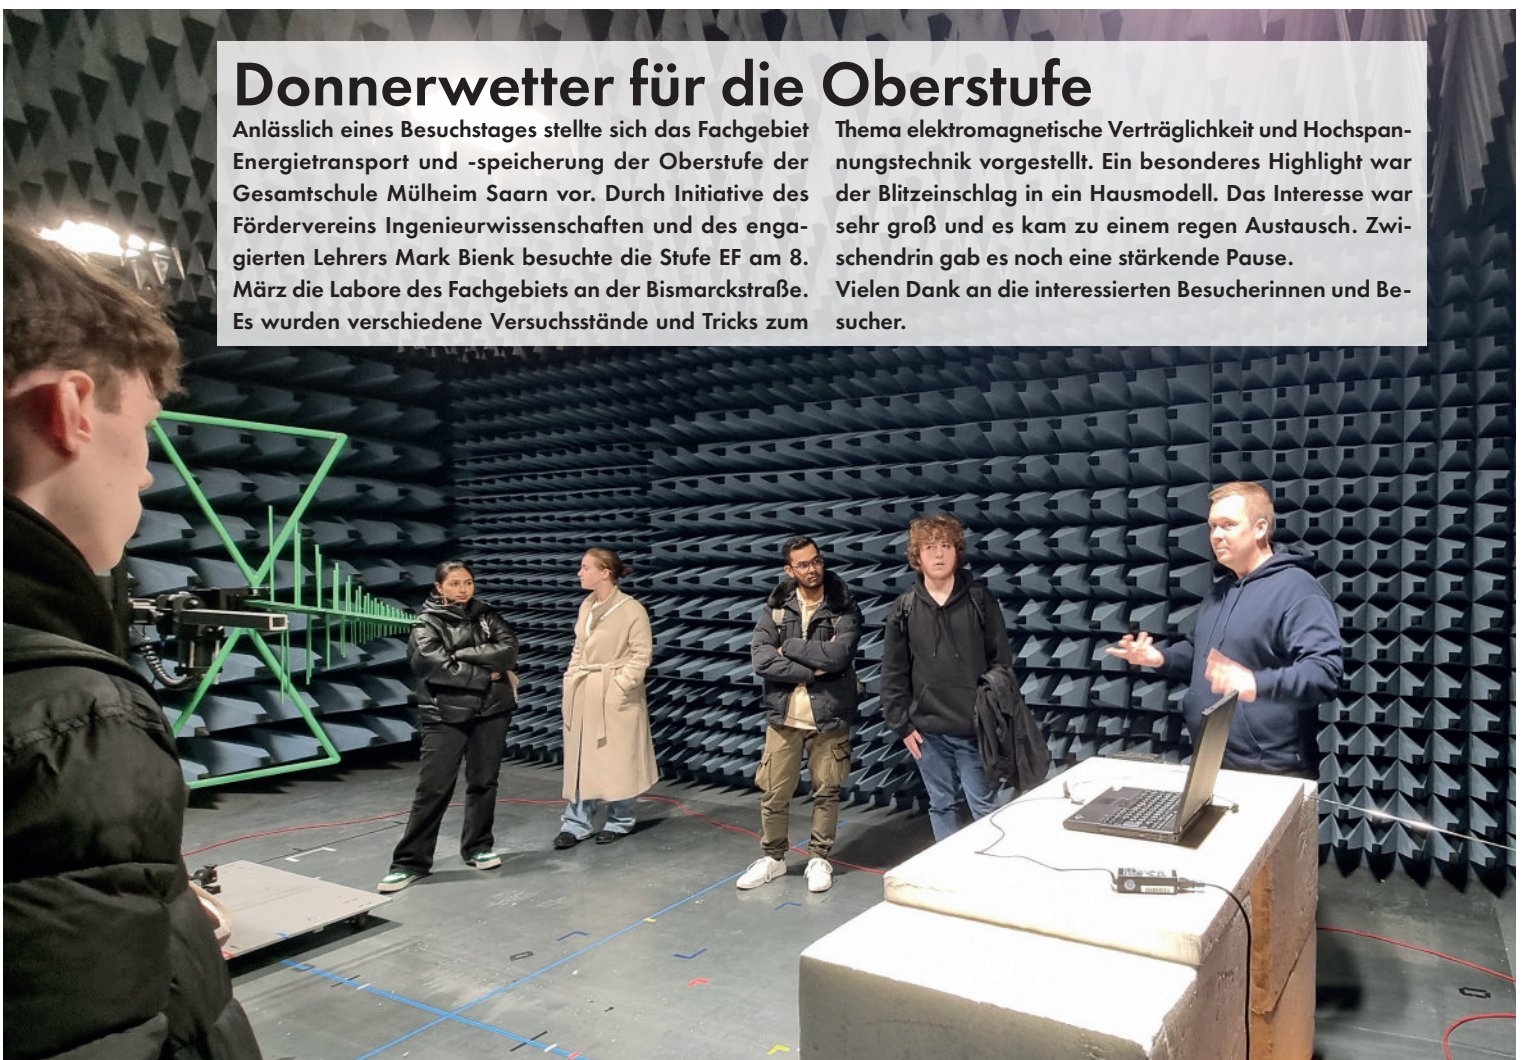 Donnerwetter für die Oberstufe
Anlässlich eines Besuchstages stellte sich das Fachgebiet
Energietransport und -speicherung der Oberstufe der
Gesamtschule Mülheim Saarn vor. Durch Initiative des
Fördervereins Ingenieurwissenschaften und des enga-
gierten Lehrers Mark Bienk besuchte die Stufe EF am 8.
März die Labore des Fachgebiets an der Bismarckstraße.
Es wurden verschiedene Versuchsstände und Tricks zum
Thema elektromagnetische Verträglichkeit und Hochspan-
nungstechnik vorgestellt. Ein besonderes Highlight war
der Blitzeinschlag in ein Hausmodell. Das Interesse war
sehr groß und es kam zu einem regen Austausch. Zwi-
schendrin gab es noch eine stärkende Pause.
Vielen Dank an die interessierten Besucherinnen und Be-
sucher.